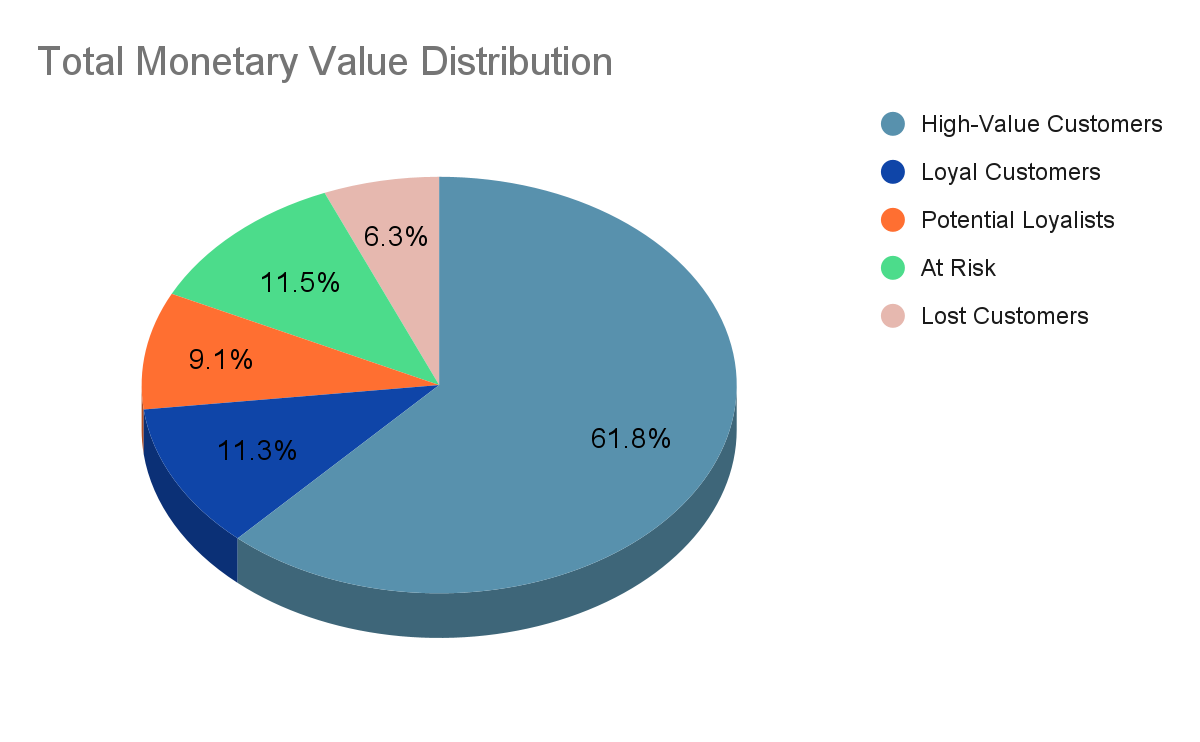 Total Monetary Value Distribution
High-Value Customers
Loyal Customers
Potential Loyalists
At Risk
Lost Customers
6.3%
11.5%
9.1%
11.3%
61.8%